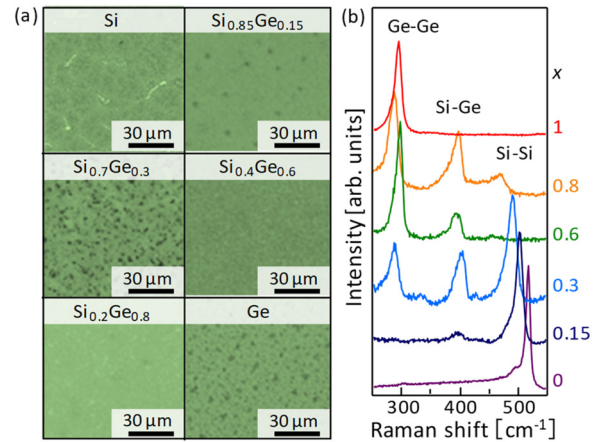 (a)
Si
Si0.85Ge0.15
30 μm
30 μm
Si0.7Ge0.3
Si0.4Ge0.6
30 μm
30 μm
Si0.2Ge0.8
Ge
30 μm
30 μm
(b)
Ge-Ge
x
Si-Ge
1
Si-Si
0.8
0.6
0.3
0.15
0
Intensity [arb. units]
300 400 500
Raman shift [cm-1]